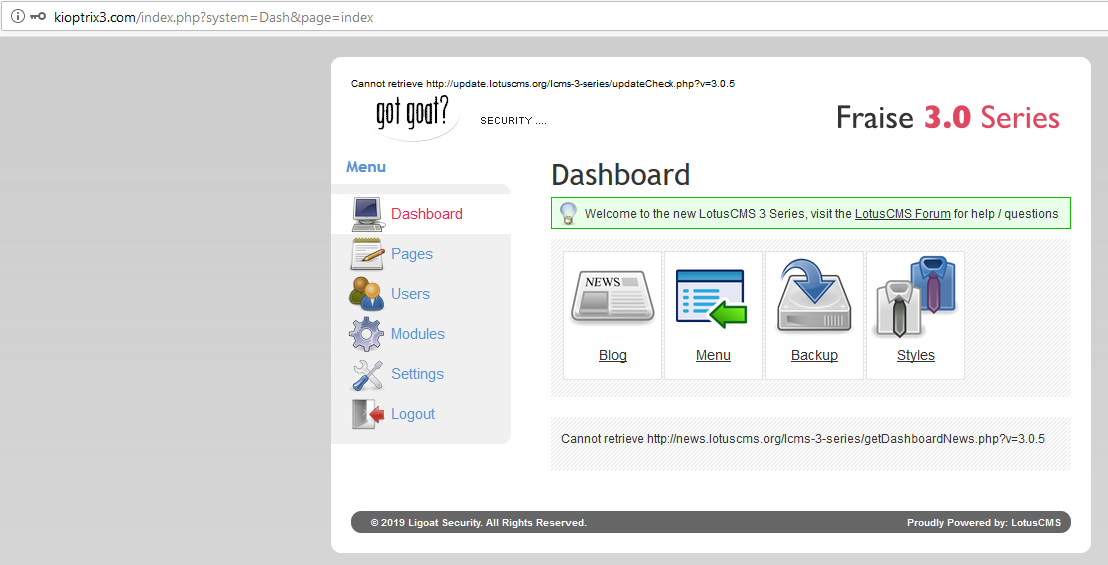 kioptrix3.com/index.php?system=Dash&page=index
Cannot retrieve http://update.lotuscms.org/lcms-3-series/updateCheck.php?v=3.0.5
got goat?
SECURITY ....
Fraise 3.0 Series
Menu
Dashboard
Pages
Users
Modules
Settings
Logout
Dashboard
Welcome to the new LotusCMS 3 Series, visit the LotusCMS Forum for help / questions
NEWS
Blog
Menu
Backup
Styles
Cannot retrieve http://news.lotuscms.org/lcms-3-series/getDashboardNews.php?v=3.0.5
© 2019 Ligoat Security. All Rights Reserved.
Proudly Powered by: LotusCMS